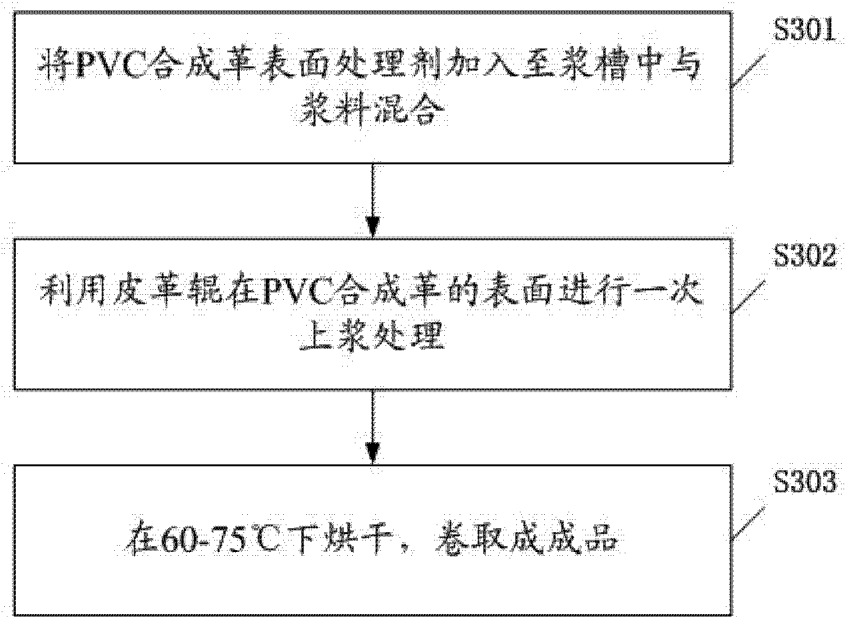 S301
将PVC合成革表面处理剂加入至浆槽中与
浆料混合
S302
利用皮革辊在PVC合成革的表面进行一次
上浆处理
S303
在60-75℃下烘干，卷取成成品